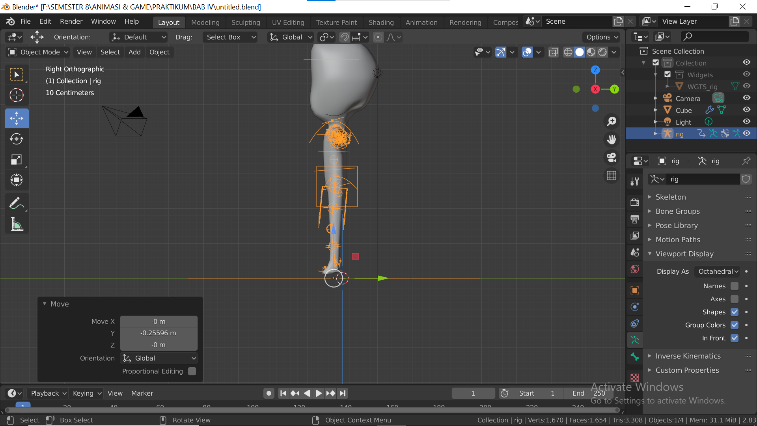 Blender* [F:\SEMESTER 8\ANIMASI & GAME\PRAKTIKUM\BAB IV\untitled.blend]
File Edit Render Window Help Layout Modeling Sculpting UV Editing Texture Paint Shading Animation Rendering Compos Scene View Layer
Orientation: Default Drag: Select Box Global Options
Object Mode View Select Add Object Global
Right Orthographic
(1) Collection | rig
10 Centimeters
Z
X
Y
Scene Collection
Collection
Widgets
WGTS_rig
Camera
Cube
Light
rig
rig rig
rig
Skeleton
Bone Groups
Pose Library
Motion Paths
Viewport Display
Display As Octahedral
Names
Axes
Shapes
Group Colors
In Front
Inverse Kinematics
Custom Properties
Move
Move X 0 m
Y -0.25596 m
Z -0 m
Orientation Global
Proportional Editing
Playback Keying View Marker 1 Start 1 End 250
Activate Windows
Go to Settings to activate Windows.
Select Box Select Rotate View Object Context Menu Collection | rig | Verts:1,670 | Faces:1,654 | Tris:3,308 | Objects:1/4 | Mem: 31.1 MiB | 2.83